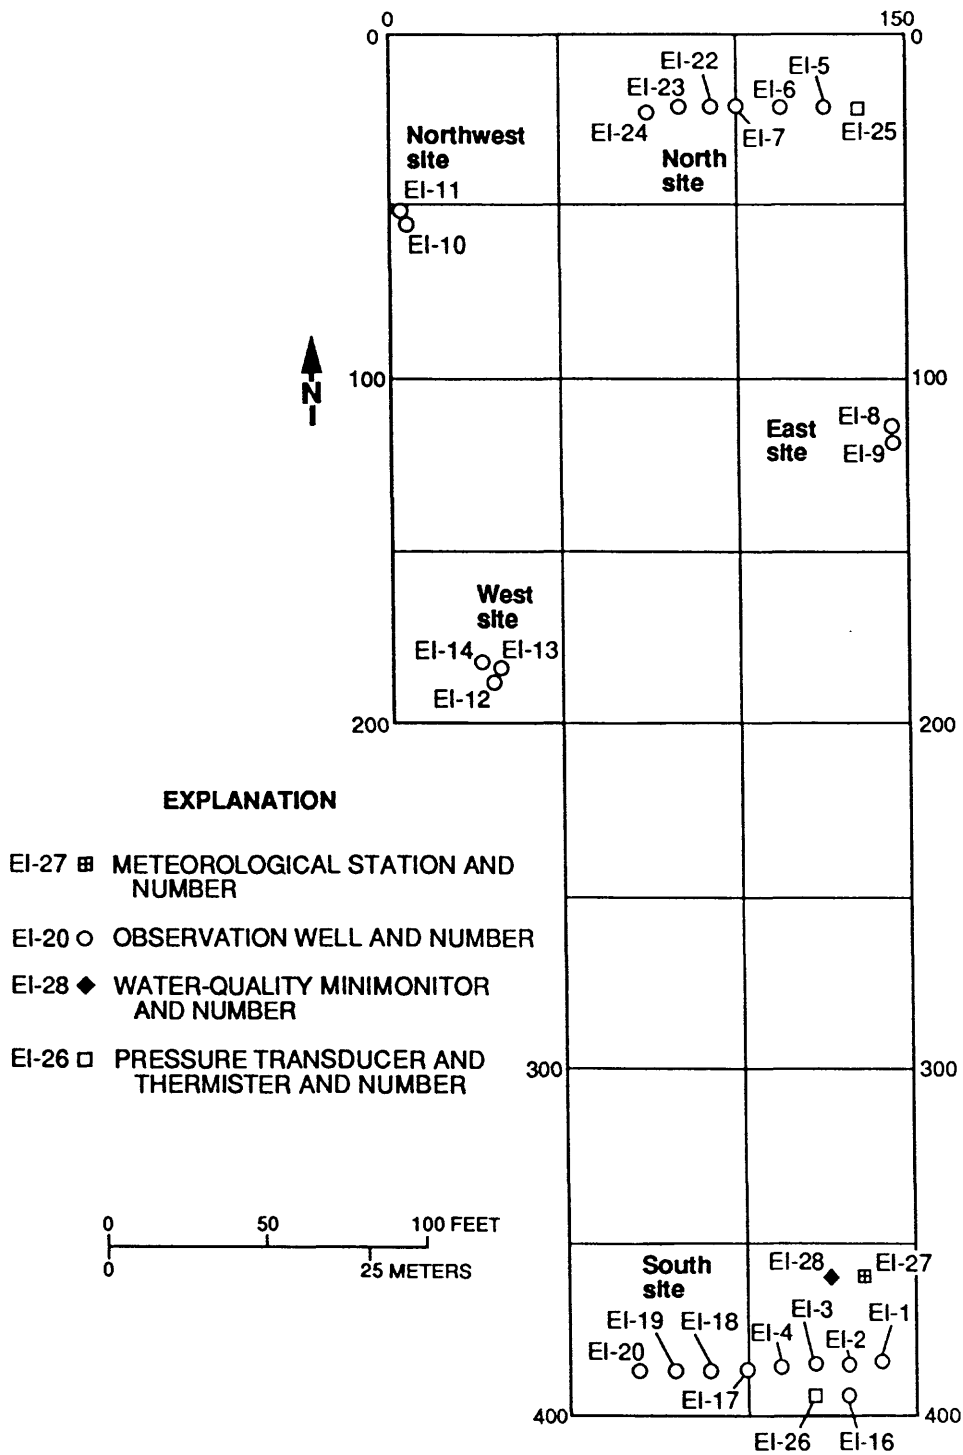 0 150
0 0
EI-22 EI-5
EI-23 EI-6
EI-24 EI-7 EI-25
Northwest
site
North
site
EI-11
EI-10
100 100
N
EI-8
East
site
EI-9
West
site
EI-14 EI-13
EI-12
200 200
EXPLANATION
EI-27 METEOROLOGICAL STATION AND
NUMBER
EI-20 OBSERVATION WELL AND NUMBER
EI-28 WATER-QUALITY MINIMONITOR
AND NUMBER
EI-26 PRESSURE TRANSDUCER AND
THERMISTER AND NUMBER
300 300
0 50 100 FEET
0 25 METERS
South
site
EI-28 EI-27
EI-19 EI-18 EI-3 EI-1
EI-20 EI-4 EI-2
EI-17
400 400
EI-26 EI-16